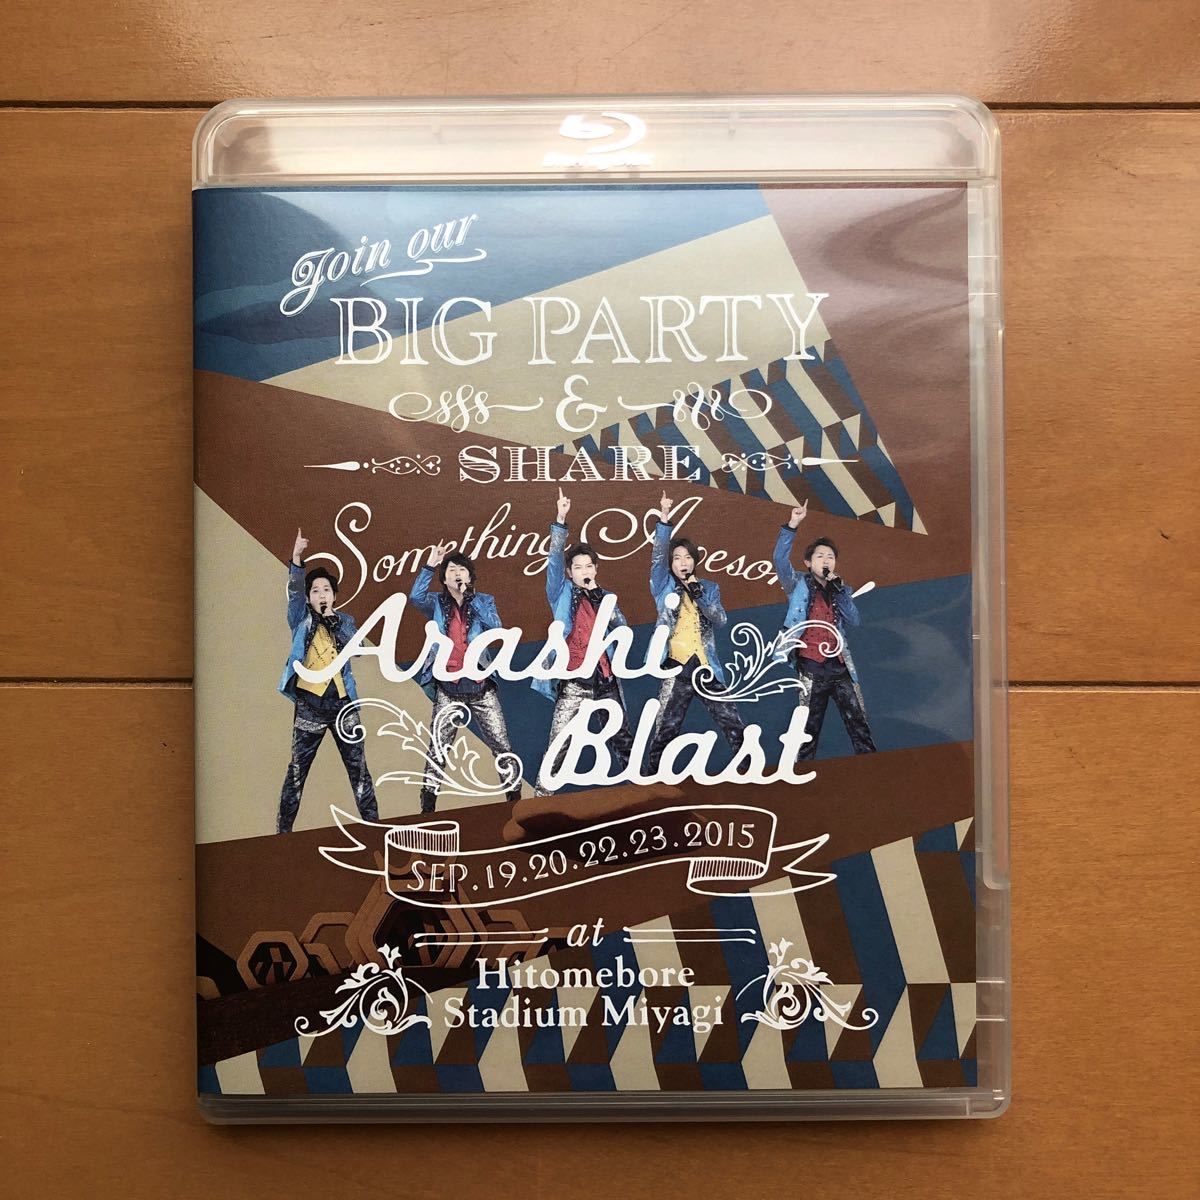 Join our
BIG PARTY
&
SHARE
Something Awesome
Arashi
Blast
SEP.19.20.22.23.2015
at
Hitomebore
Stadium Miyagi